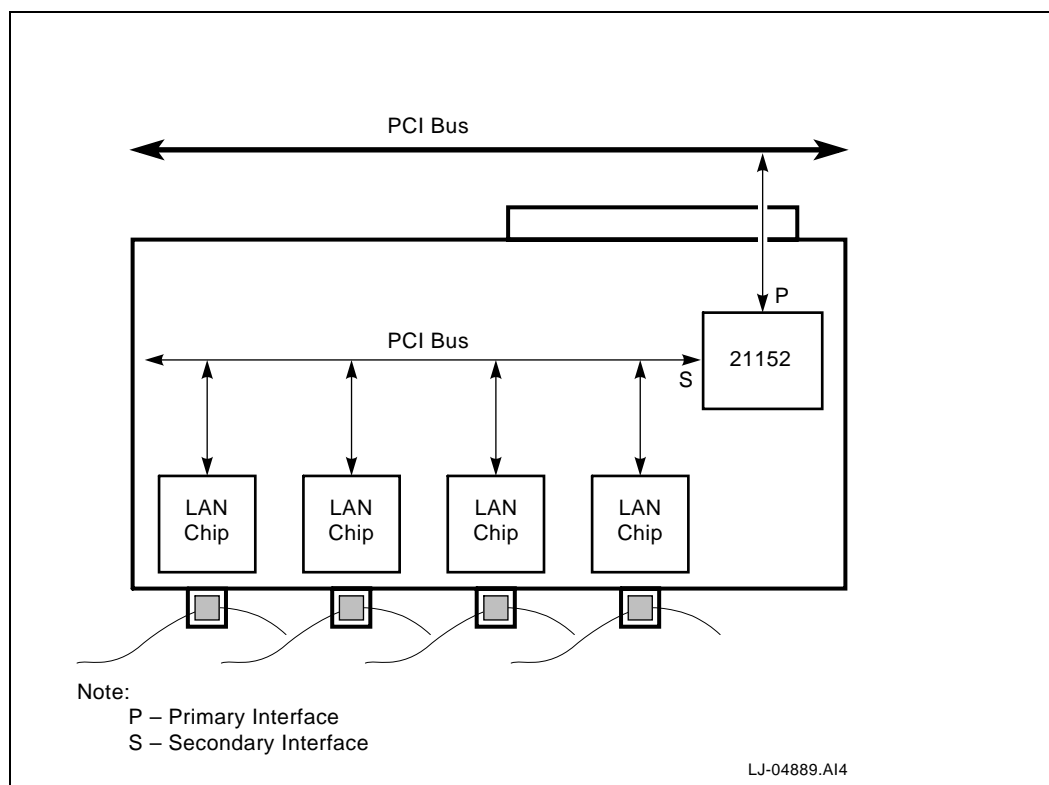 PCI Bus
P
PCI Bus
21152
S
LAN
Chip
LAN
Chip
LAN
Chip
LAN
Chip
Note:
P – Primary Interface
S – Secondary Interface
LJ-04889.AI4